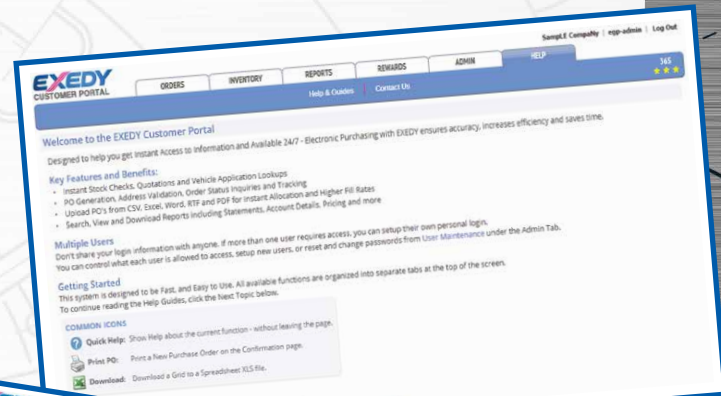 SampLE CompaNy | egp-admin | Log Out
EXEDY
CUSTOMER PORTAL
ORDERS
INVENTORY
REPORTS
REWARDS
ADMIN
HELP
Help & Guides
Contact Us
365
Welcome to the EXEDY Customer Portal
Designed to help you get Instant Access to Information and Available 24/7 - Electronic Purchasing with EXEDY ensures accuracy, increases efficiency and saves time.
Key Features and Benefits:
• Instant Stock Checks, Quotations and Vehicle Application Lookups
• PO Generation, Address Validation, Order Status Inquiries and Tracking
• Upload PO's from CSV, Excel, Word, RTF and PDF for Instant Allocation and Higher Fill Rates
• Search, View and Download Reports including Statements, Account Details, Pricing and more
Multiple Users
Don't share your login information with anyone. If more than one user requires access, you can setup their own personal login.
You can control what each user is allowed to access, setup new users, or reset and change passwords from User Maintenance under the Admin Tab.
Getting Started
This system is designed to be Fast, and Easy to Use. All available functions are organized into separate tabs at the top of the screen.
To continue reading the Help Guides, click the Next Topic below.
COMMON ICONS
? Quick Help: Show Help about the current function - without leaving the page.
Print PO: Print a New Purchase Order on the Confirmation page.
Download: Download a Grid to a Spreadsheet XLS file.